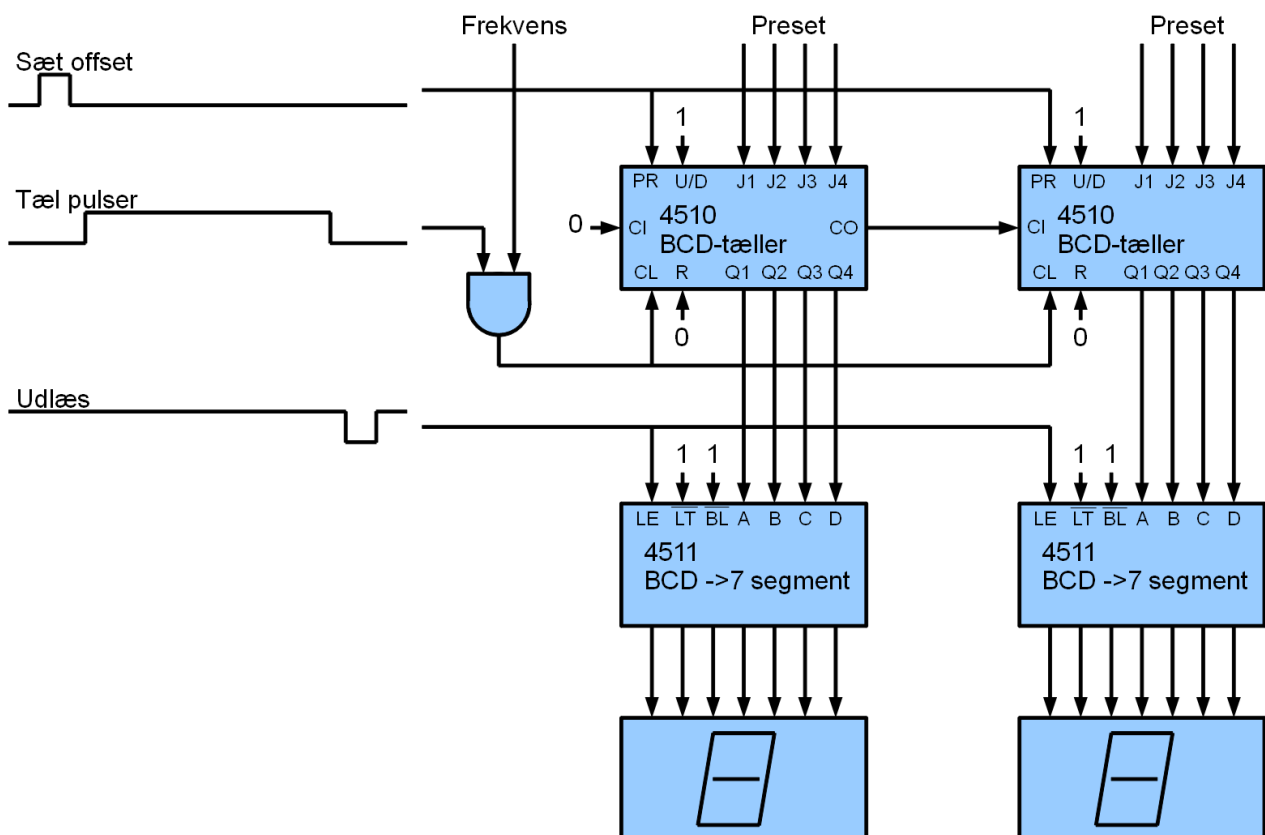 Frekvens Preset Preset
Sæt offset
1 1
PR U/D J1 J2 J3 J4 PR U/D J1 J2 J3 J4
Tæl pulser
4510 4510
0 CI CO CI
BCD-tæller BCD-tæller
CL R Q1 Q2 Q3 Q4 CL R Q1 Q2 Q3 Q4
0 0
Udlæs
1 1 1 1
LE LT BL A B C D LE LT BL A B C D
4511 4511
BCD ->7 segment BCD ->7 segment